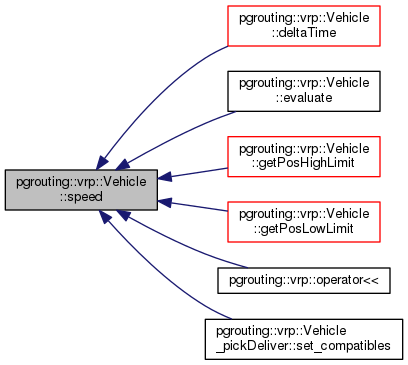 pgrouting::vrp::Vehicle
::deltaTime
pgrouting::vrp::Vehicle
::evaluate
pgrouting::vrp::Vehicle
::getPosHighLimit
pgrouting::vrp::Vehicle
::speed
pgrouting::vrp::Vehicle
::getPosLowLimit
pgrouting::vrp::operator<<
pgrouting::vrp::Vehicle
_pickDeliver::set_compatibles